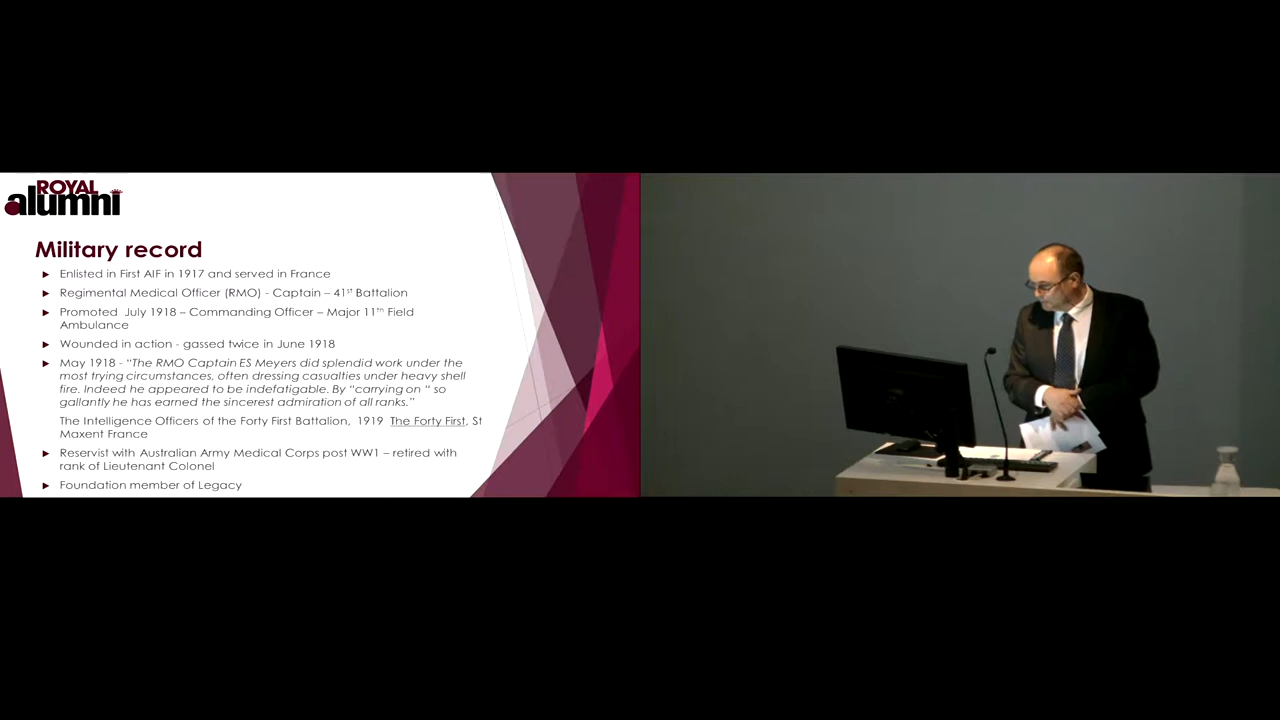 ROYAL
alumni
Military record
► Enlisted in First AIF in 1917 and served in France
► Regimental Medical Officer (RMO) - Captain – 41st Battalion
► Promoted July 1918 – Commanding Officer – Major 11th Field
Ambulance
► Wounded in action - gassed twice in June 1918
► May 1918 - “The RMO Captain ES Meyers did splendid work under the
most trying circumstances, often dressing casualties under heavy shell
fire. Indeed he appeared to be indefatigable. By “carrying on “ so
gallantly he has earned the sincerest admiration of all ranks.”
The Intelligence Officers of the Forty First Battalion, 1919 The Forty First, St
Maxent France
► Reservist with Australian Army Medical Corps post WW1 – retired with
rank of Lieutenant Colonel
► Foundation member of Legacy